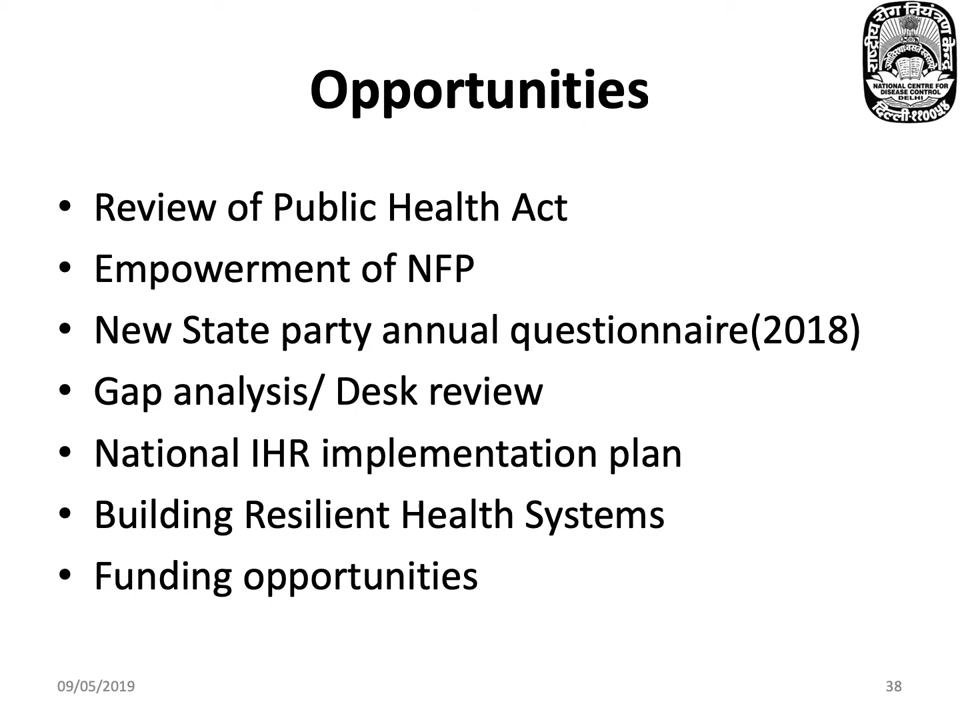 Opportunities
राष्ट्रीय रोग नियंत्रण केन्द्र
NATIONAL CENTRE FOR
DISEASE CONTROL
DELHI
दिल्ली-११००५४
• Review of Public Health Act
• Empowerment of NFP
• New State party annual questionnaire(2018)
• Gap analysis/ Desk review
• National IHR implementation plan
• Building Resilient Health Systems
• Funding opportunities
09/05/2019
38